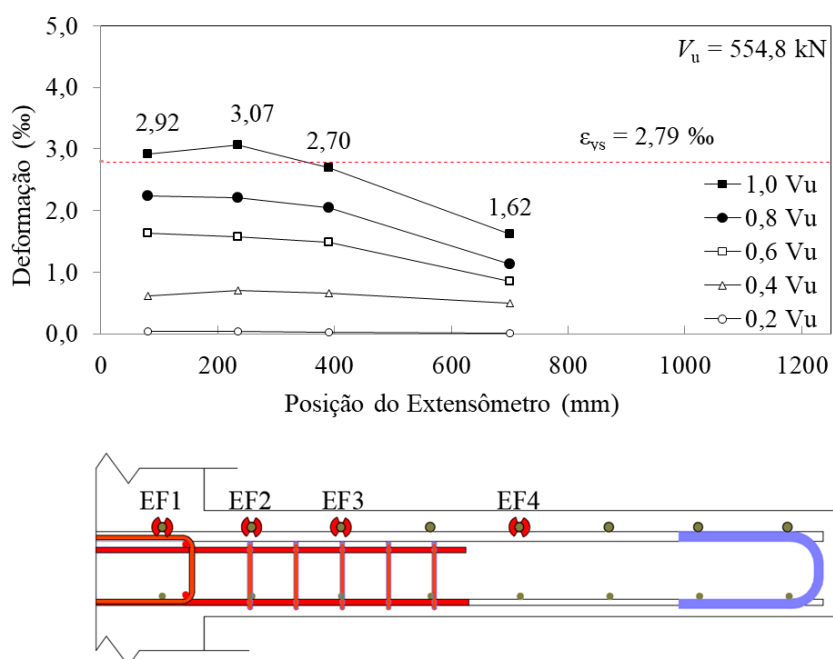 5,0
4,0
3,0
2,0
1,0
0,0
Deformação (‰)
V_u = 554,8 kN
2,92
3,07
2,70
1,62
ε_ys = 2,79 ‰
1,0 Vu
0,8 Vu
0,6 Vu
0,4 Vu
0,2 Vu
0 200 400 600 800 1000 1200
Posição do Extensômetro (mm)
EF1 EF2 EF3 EF4